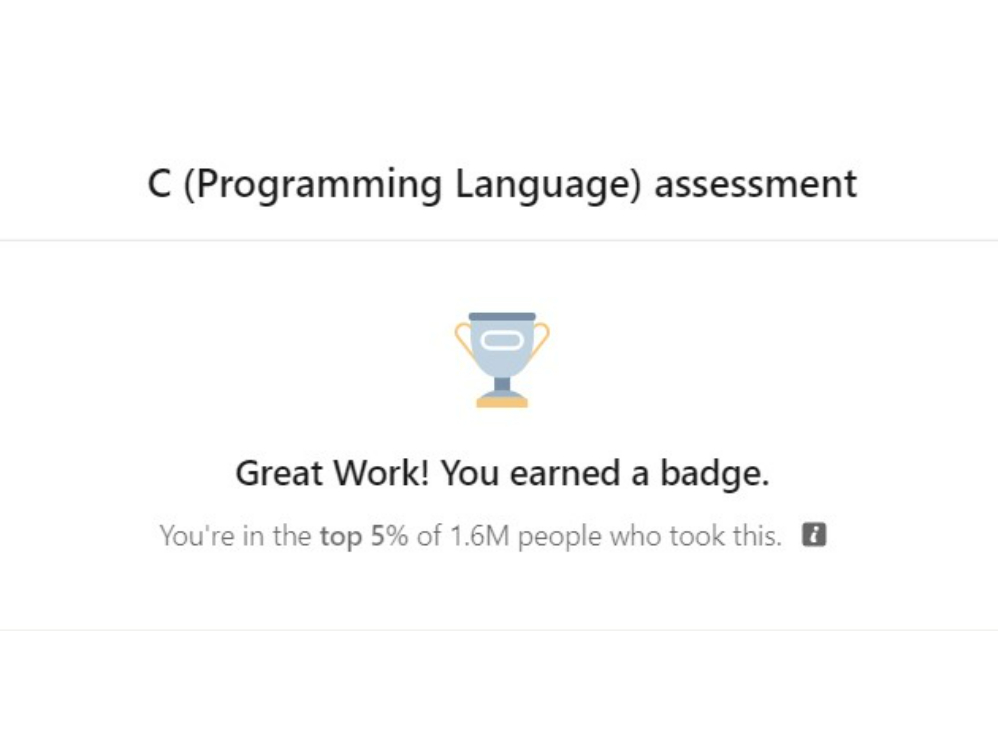 C (Programming Language) assessment
Great Work! You earned a badge.
You're in the top 5% of 1.6M people who took this. i